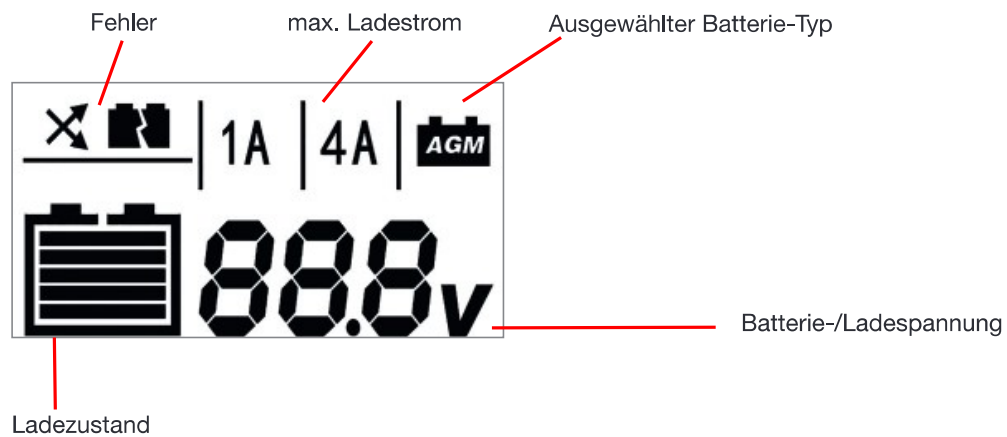 Fehler
max. Ladestrom
Ausgewählter Batterie-Typ
1A
4A
AGM
88.8v
Batterie-/Ladespannung
Ladezustand